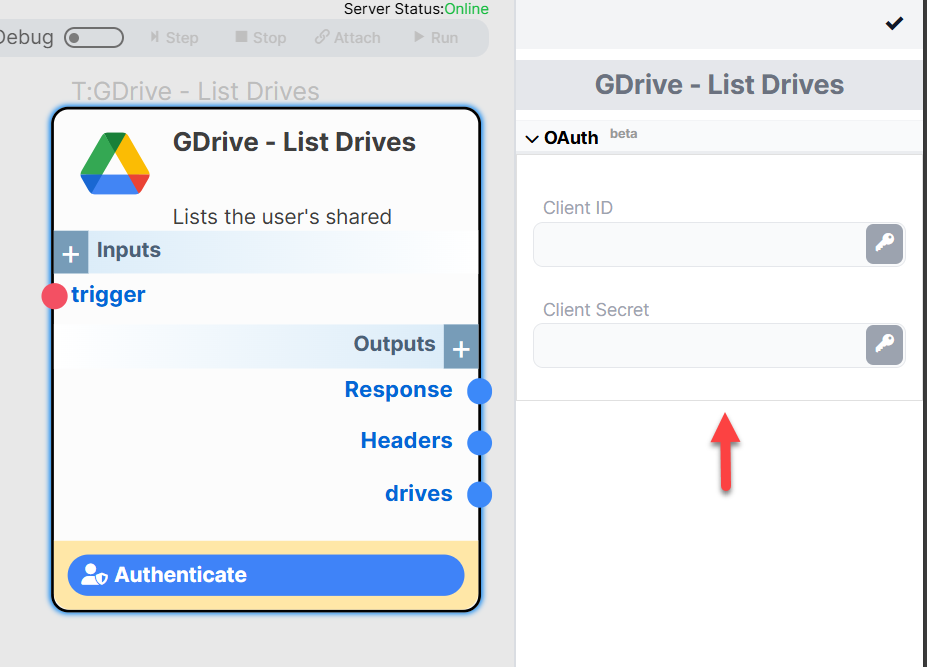 Server Status:Online
Debug Step Stop Attach Run
T:GDrive - List Drives
GDrive - List Drives
Lists the user's shared
Inputs
trigger
Outputs
Response
Headers
drives
Authenticate
GDrive - List Drives
OAuth beta
Client ID
Client Secret